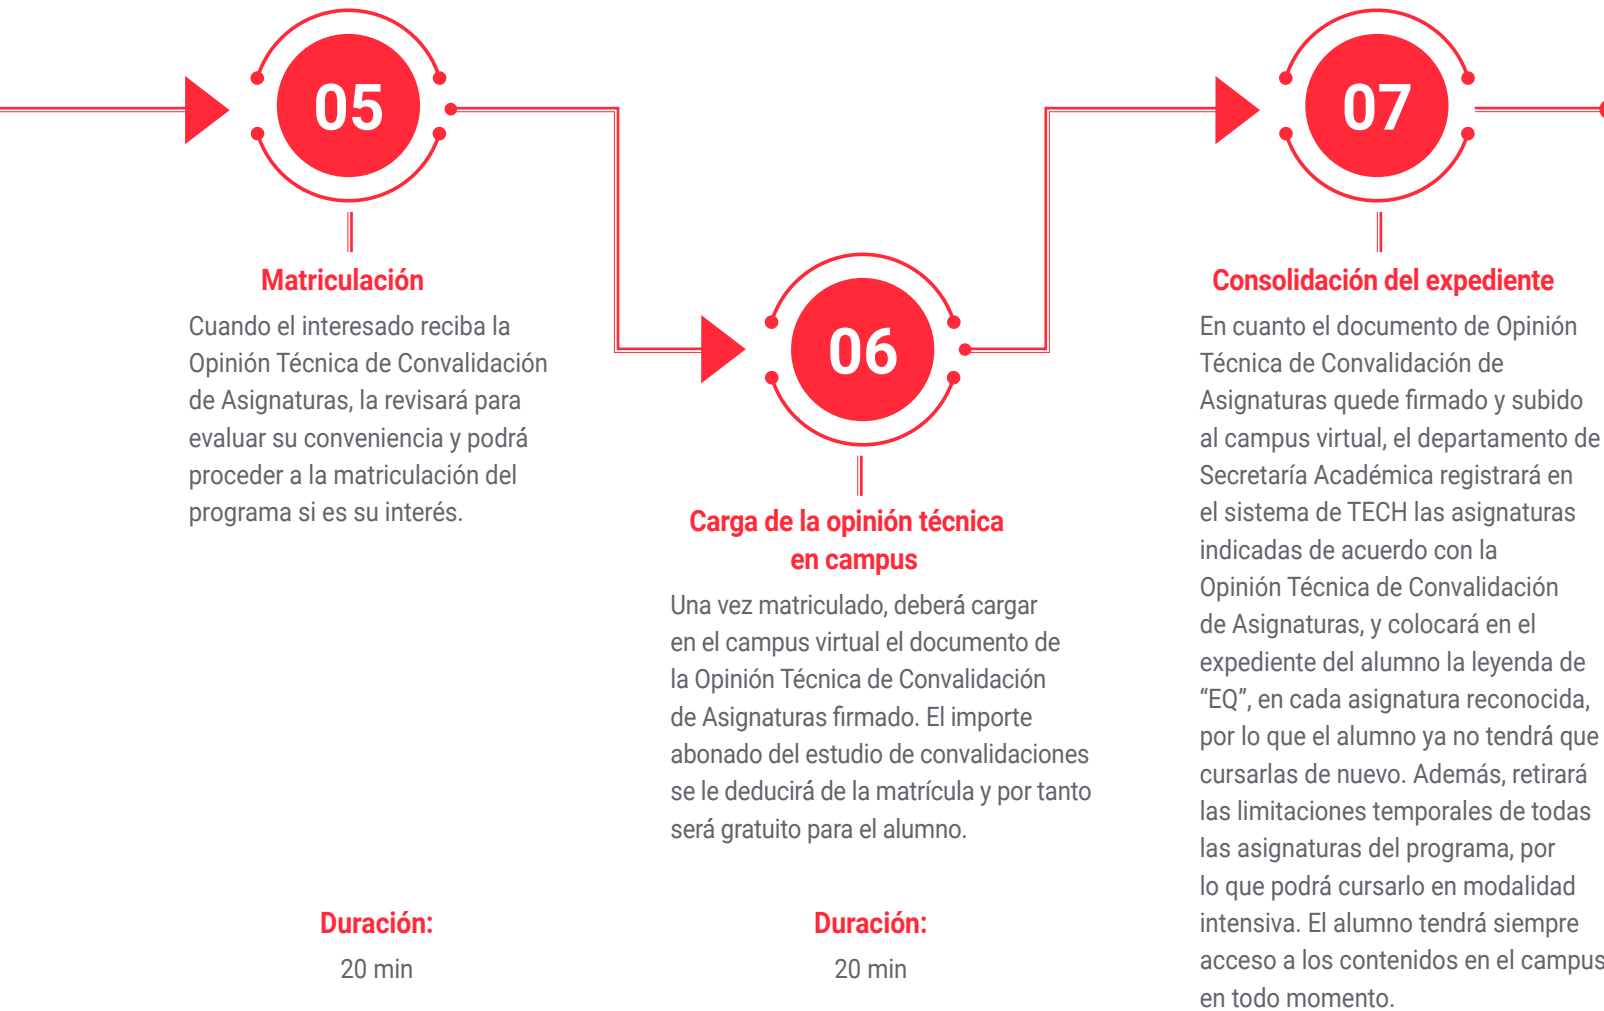 05
Matriculación
Cuando el interesado reciba la
Opinión Técnica de Convalidación
de Asignaturas, la revisará para
evaluar su conveniencia y podrá
proceder a la matriculación del
programa si es su interés.
Duración:
20 min
06
Carga de la opinión técnica
en campus
Una vez matriculado, deberá cargar
en el campus virtual el documento de
la Opinión Técnica de Convalidación
de Asignaturas firmado. El importe
abonado del estudio de convalidaciones
se le deducirá de la matrícula y por tanto
será gratuito para el alumno.
Duración:
20 min
07
Consolidación del expediente
En cuanto el documento de Opinión
Técnica de Convalidación de
Asignaturas quede firmado y subido
al campus virtual, el departamento de
Secretaría Académica registrará en
el sistema de TECH las asignaturas
indicadas de acuerdo con la
Opinión Técnica de Convalidación
de Asignaturas, y colocará en el
expediente del alumno la leyenda de
“EQ”, en cada asignatura reconocida,
por lo que el alumno ya no tendrá que
cursarlas de nuevo. Además, retirará
las limitaciones temporales de todas
las asignaturas del programa, por
lo que podrá cursarlo en modalidad
intensiva. El alumno tendrá siempre
acceso a los contenidos en el campus
en todo momento.